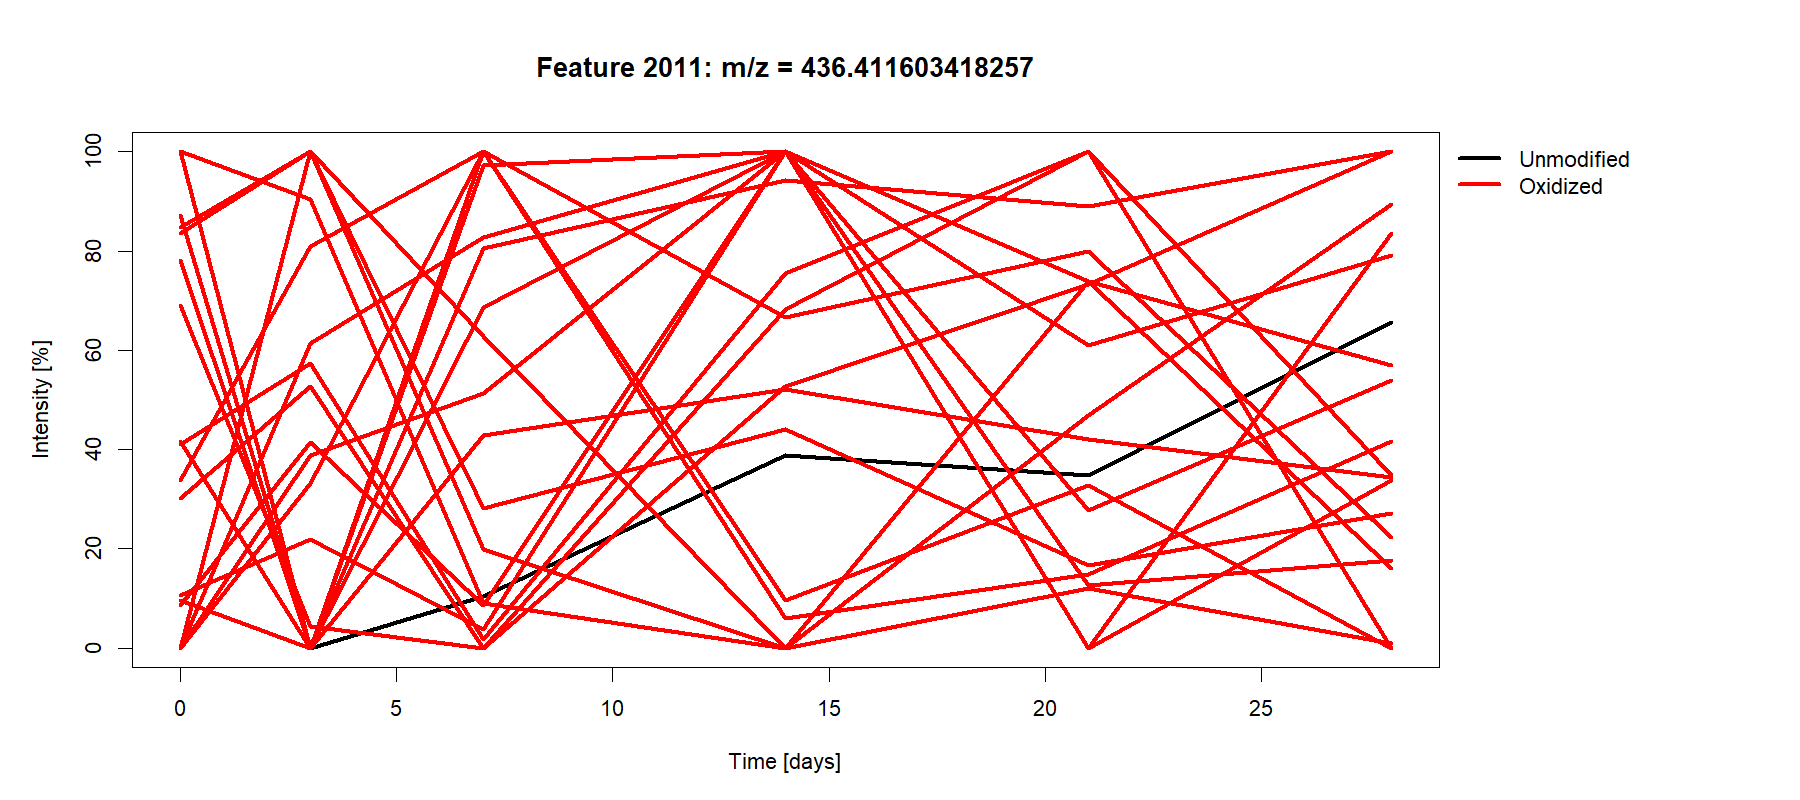 Feature 2011: m/z = 436.411603418257
Unmodified
Oxidized
Intensity [%]
100
80
60
40
20
0
0 5 10 15 20 25
Time [days]